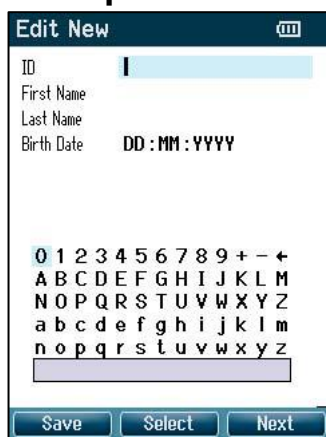 Edit New
ID
First Name
Last Name
Birth Date DD : MM : YYYY
0 1 2 3 4 5 6 7 8 9 + - ←
A B C D E F G H I J K L M
N O P Q R S T U V W X Y Z
a b c d e f g h i j k l m
n o p q r s t u v w x y z
Save Select Next